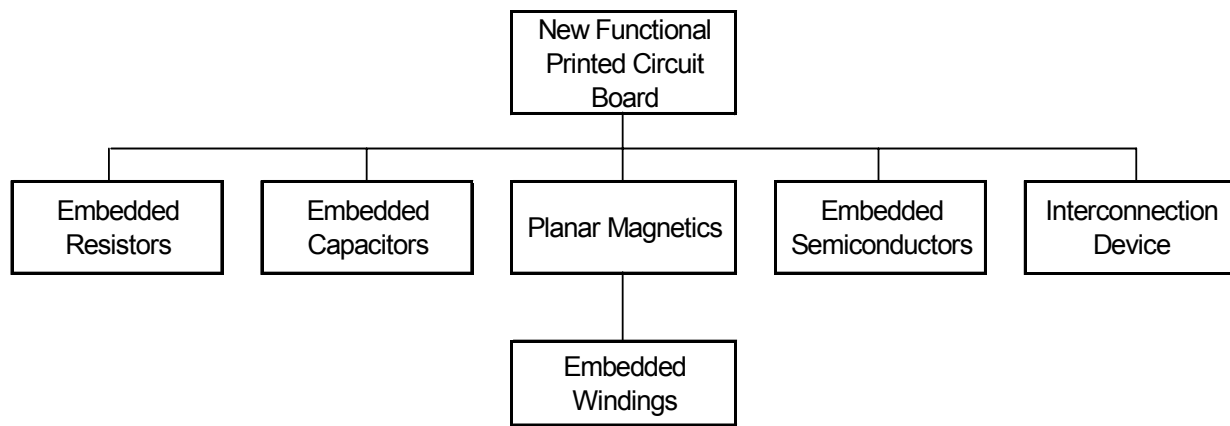 New Functional
Printed Circuit
Board
Embedded
Resistors
Embedded
Capacitors
Planar Magnetics
Embedded
Semiconductors
Interconnection
Device
Embedded
Windings